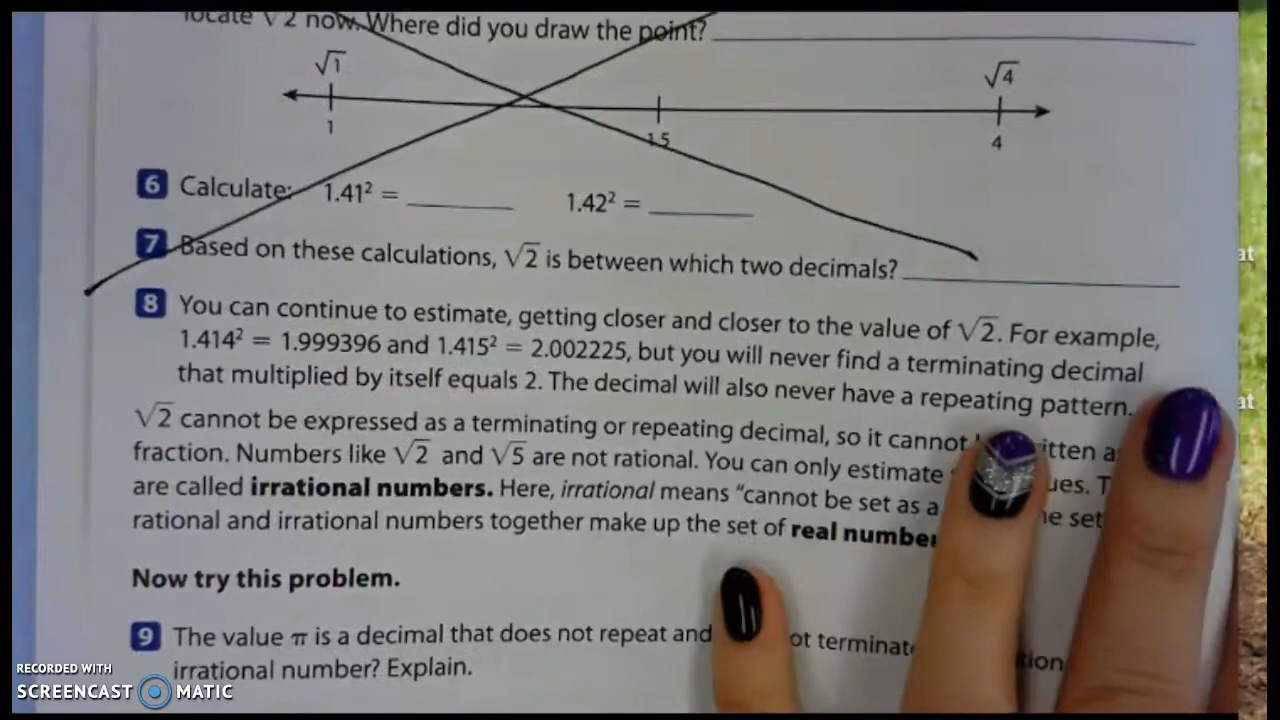 locate √2 now. Where did you draw the point?
√1 √4
1 1.5 4
6 Calculate: 1.41² = 1.42² =
7 Based on these calculations, √2 is between which two decimals?
8 You can continue to estimate, getting closer and closer to the value of √2. For example,
1.414² = 1.999396 and 1.415² = 2.002225, but you will never find a terminating decimal
that multiplied by itself equals 2. The decimal will also never have a repeating pattern.
√2 cannot be expressed as a terminating or repeating decimal, so it cannot
fraction. Numbers like √2 and √5 are not rational. You can only estimate
are called irrational numbers. Here, irrational means "cannot be set as a set
rational and irrational numbers together make up the set of real
Now try this problem.
9 The value π is a decimal that does not repeat and
irrational number? Explain.
RECORDED WITH
SCREENCAST MATIC
at
at